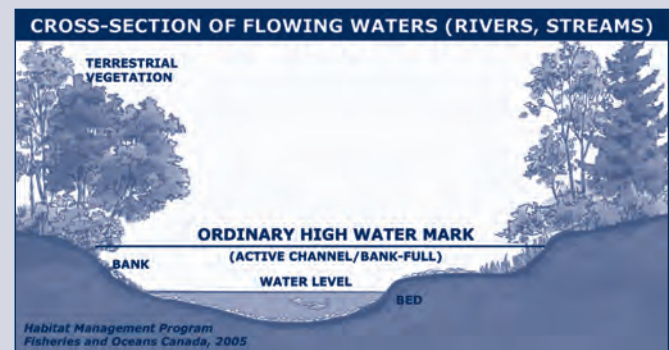 CROSS-SECTION OF FLOWING WATERS (RIVERS, STREAMS)
TERRESTRIAL
VEGETATION
ORDINARY HIGH WATER MARK
(ACTIVE CHANNEL/BANK-FULL)
BANK
WATER LEVEL
BED
Habitat Management Program
Fisheries and Oceans Canada, 2005